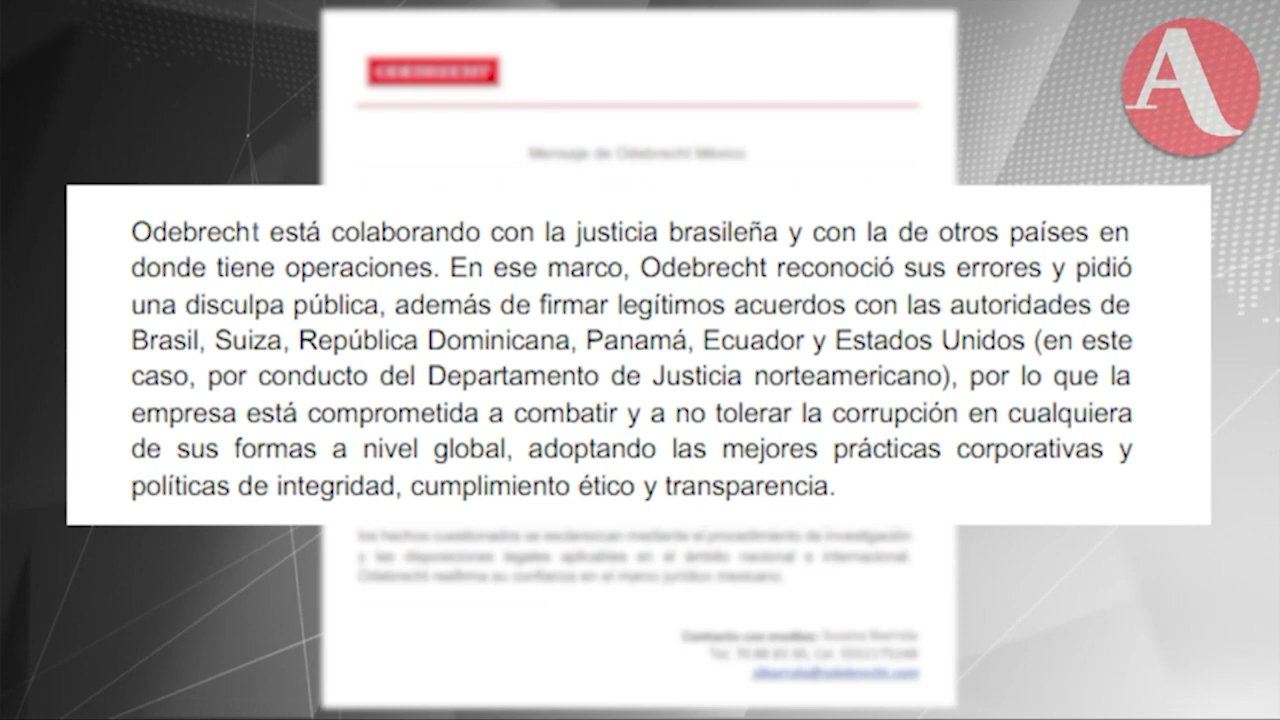 ODEBRECHT
A
Mensaje de Odebrecht México
Odebrecht está colaborando con la justicia brasileña y con la de otros países en
donde tiene operaciones. En ese marco, Odebrecht reconoció sus errores y pidió
una disculpa pública, además de firmar legítimos acuerdos con las autoridades de
Brasil, Suiza, República Dominicana, Panamá, Ecuador y Estados Unidos (en este
caso, por conducto del Departamento de Justicia norteamericano), por lo que la
empresa está comprometida a combatir y a no tolerar la corrupción en cualquiera
de sus formas a nivel global, adoptando las mejores prácticas corporativas y
políticas de integridad, cumplimiento ético y transparencia.
los hechos cuestionados se esclarezcan mediante el procedimiento de investigación
y las disposiciones legales aplicables en el ámbito nacional e internacional,
Odebrecht reafirma su confianza en el marco jurídico mexicano.
Contacto con medios: